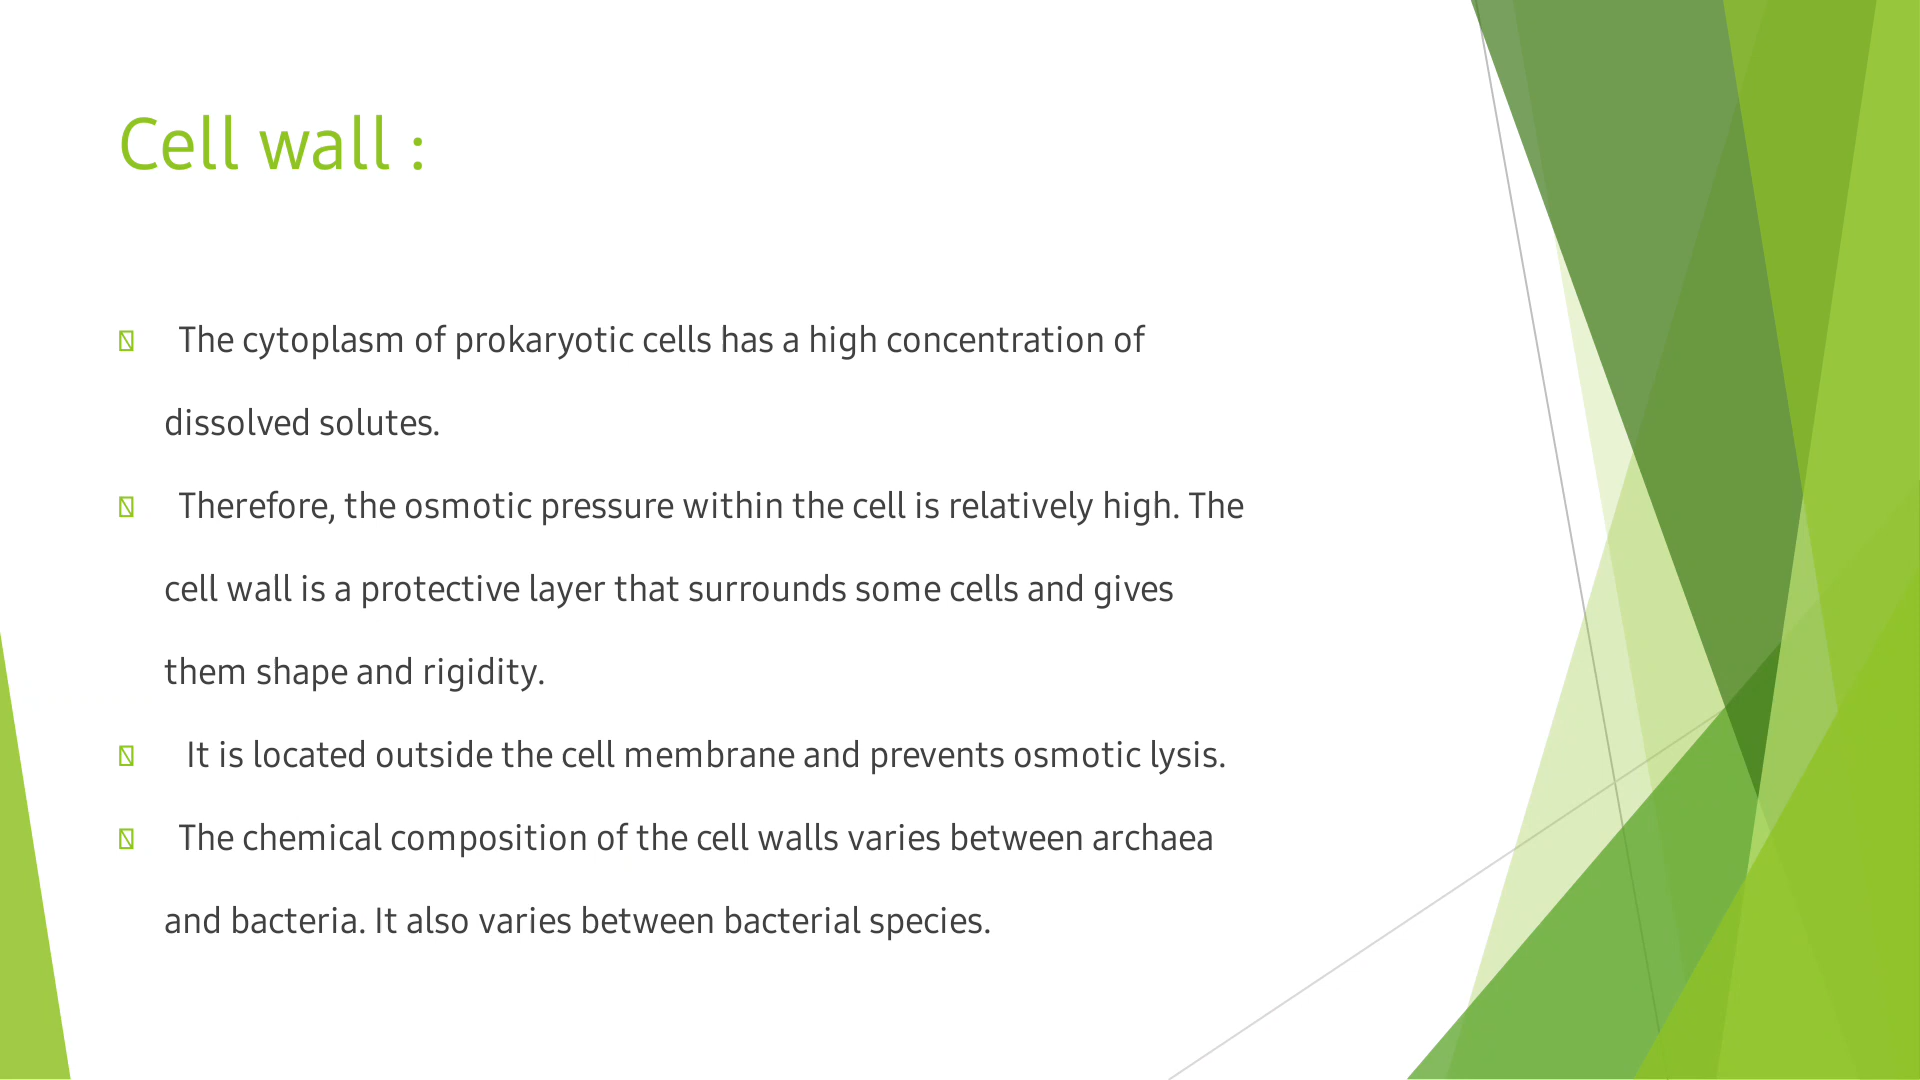 Cell wall :
The cytoplasm of prokaryotic cells has a high concentration of
dissolved solutes.
Therefore, the osmotic pressure within the cell is relatively high. The
cell wall is a protective layer that surrounds some cells and gives
them shape and rigidity.
It is located outside the cell membrane and prevents osmotic lysis.
The chemical composition of the cell walls varies between archaea
and bacteria. It also varies between bacterial species.